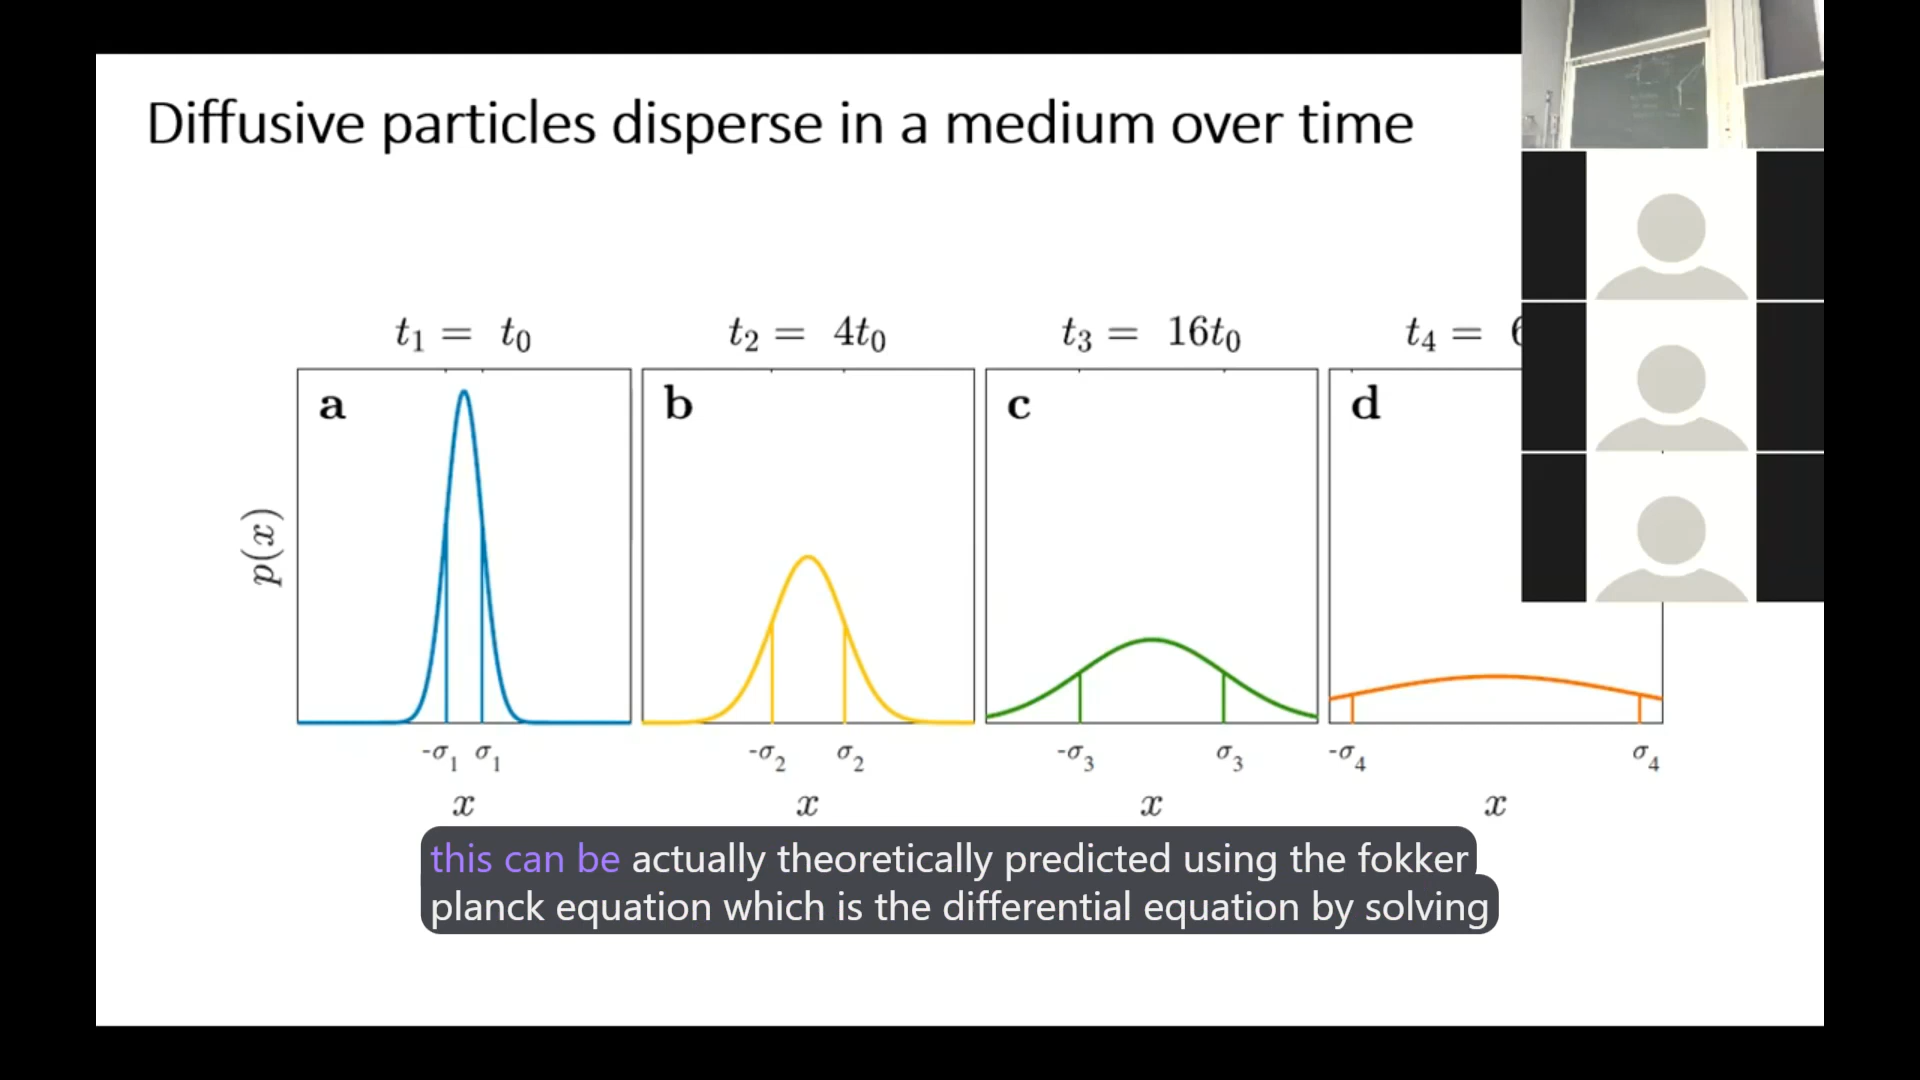 Diffusive particles disperse in a medium over time
t₁ = t₀
t₂ = 4t₀
t₃ = 16t₀
t₄ = 6
a
b
c
d
p(x)
-σ₁ σ₁
-σ₂ σ₂
-σ₃ σ₃
-σ₄ σ₄
x
x
x
x
this can be actually theoretically predicted using the fokker
planck equation which is the differential equation by solving